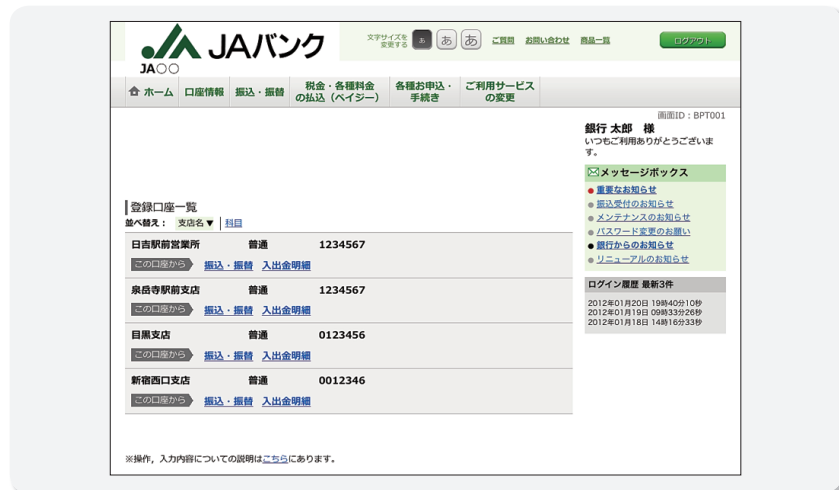 JAバンク
JA○○
文字サイズを
変更する
あ
あ
あ
ご質問
お問い合わせ
商品一覧
ログアウト
ホーム
口座情報
振込・振替
税金・各種料金
の払込（ペイジー）
各種お申込・
手続き
ご利用サービス
の変更
画面ID：BPT001
銀行 太郎　様
いつもご利用ありがとうございま
す。
メッセージボックス
重要なお知らせ
振込受付のお知らせ
メンテナンスのお知らせ
パスワード変更のお願い
銀行からのお知らせ
リニューアルのお知らせ
ログイン履歴 最新3件
2012年01月20日 19時40分10秒
2012年01月19日 09時33分26秒
2012年01月18日 14時16分33秒
登録口座一覧
並べ替え： 支店名▼ 科目
日吉駅前営業所 普通 1234567
この口座から 振込・振替 入出金明細
泉岳寺駅前支店 普通 1234567
この口座から 振込・振替 入出金明細
目黒支店 普通 0123456
この口座から 振込・振替 入出金明細
新宿西口支店 普通 0012346
この口座から 振込・振替 入出金明細
※操作，入力内容についての説明はこちらにあります。